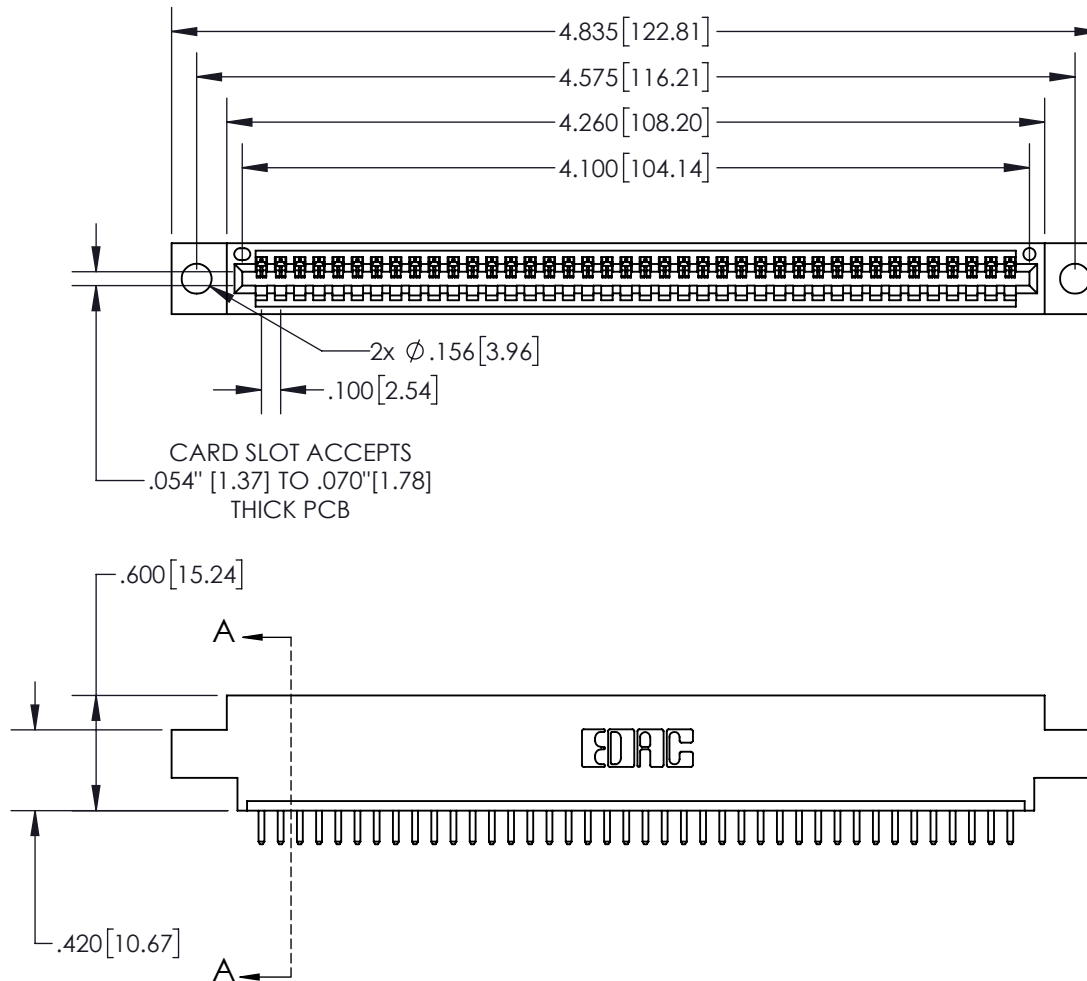 4.835[122.81]
4.575[116.21]
4.260[108.20]
4.100[104.14]
2x ⌀.156[3.96]
.100[2.54]
CARD SLOT ACCEPTS
.054" [1.37] TO .070"[1.78]
THICK PCB
.600[15.24]
A
EDAC
.420[10.67]
A